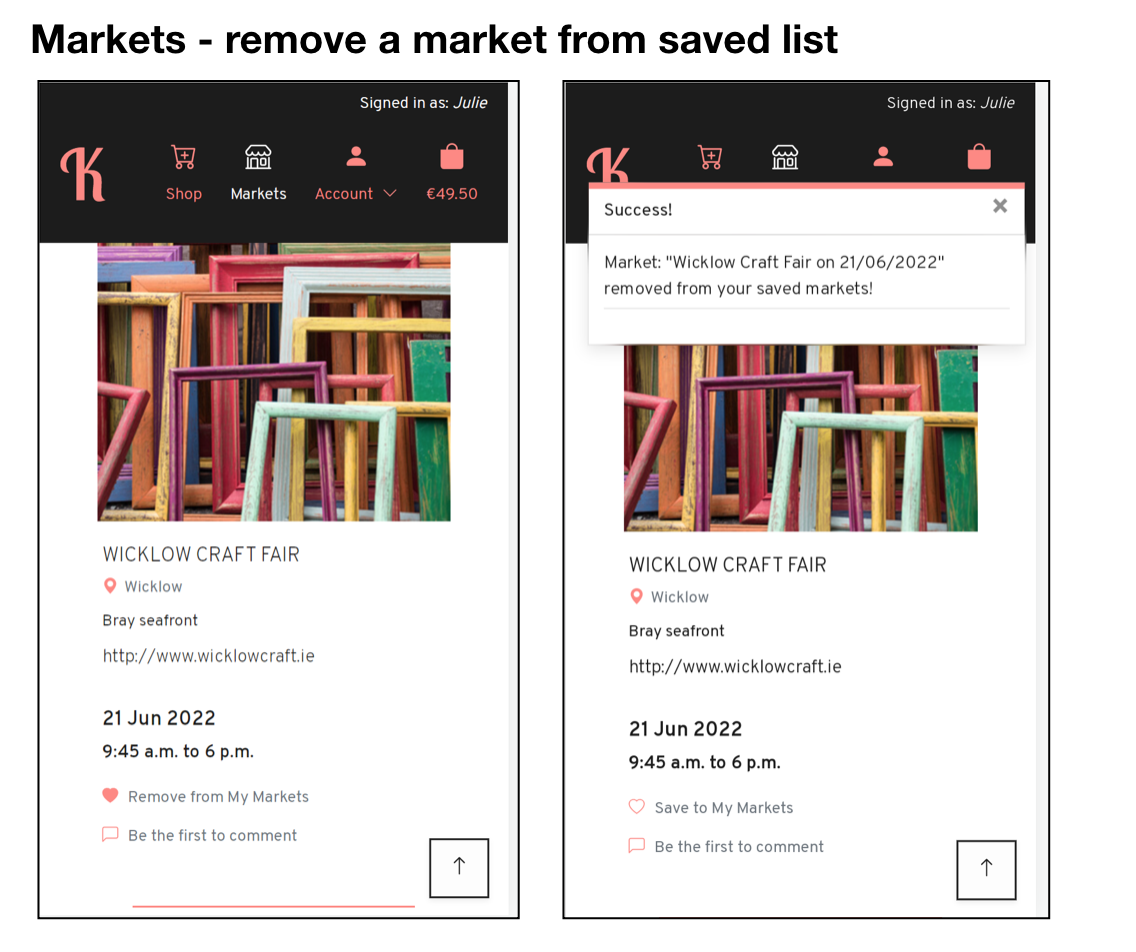 Markets - remove a market from saved list
Signed in as: Julie
K
Shop
Markets
Account
€49.50
WICKLOW CRAFT FAIR
Wicklow
Bray seafront
http://www.wicklowcraft.ie
21 Jun 2022
9:45 a.m. to 6 p.m.
Remove from My Markets
Be the first to comment
Signed in as: Julie
K
Success!
Market: "Wicklow Craft Fair on 21/06/2022"
removed from your saved markets!
WICKLOW CRAFT FAIR
Wicklow
Bray seafront
http://www.wicklowcraft.ie
21 Jun 2022
9:45 a.m. to 6 p.m.
Save to My Markets
Be the first to comment